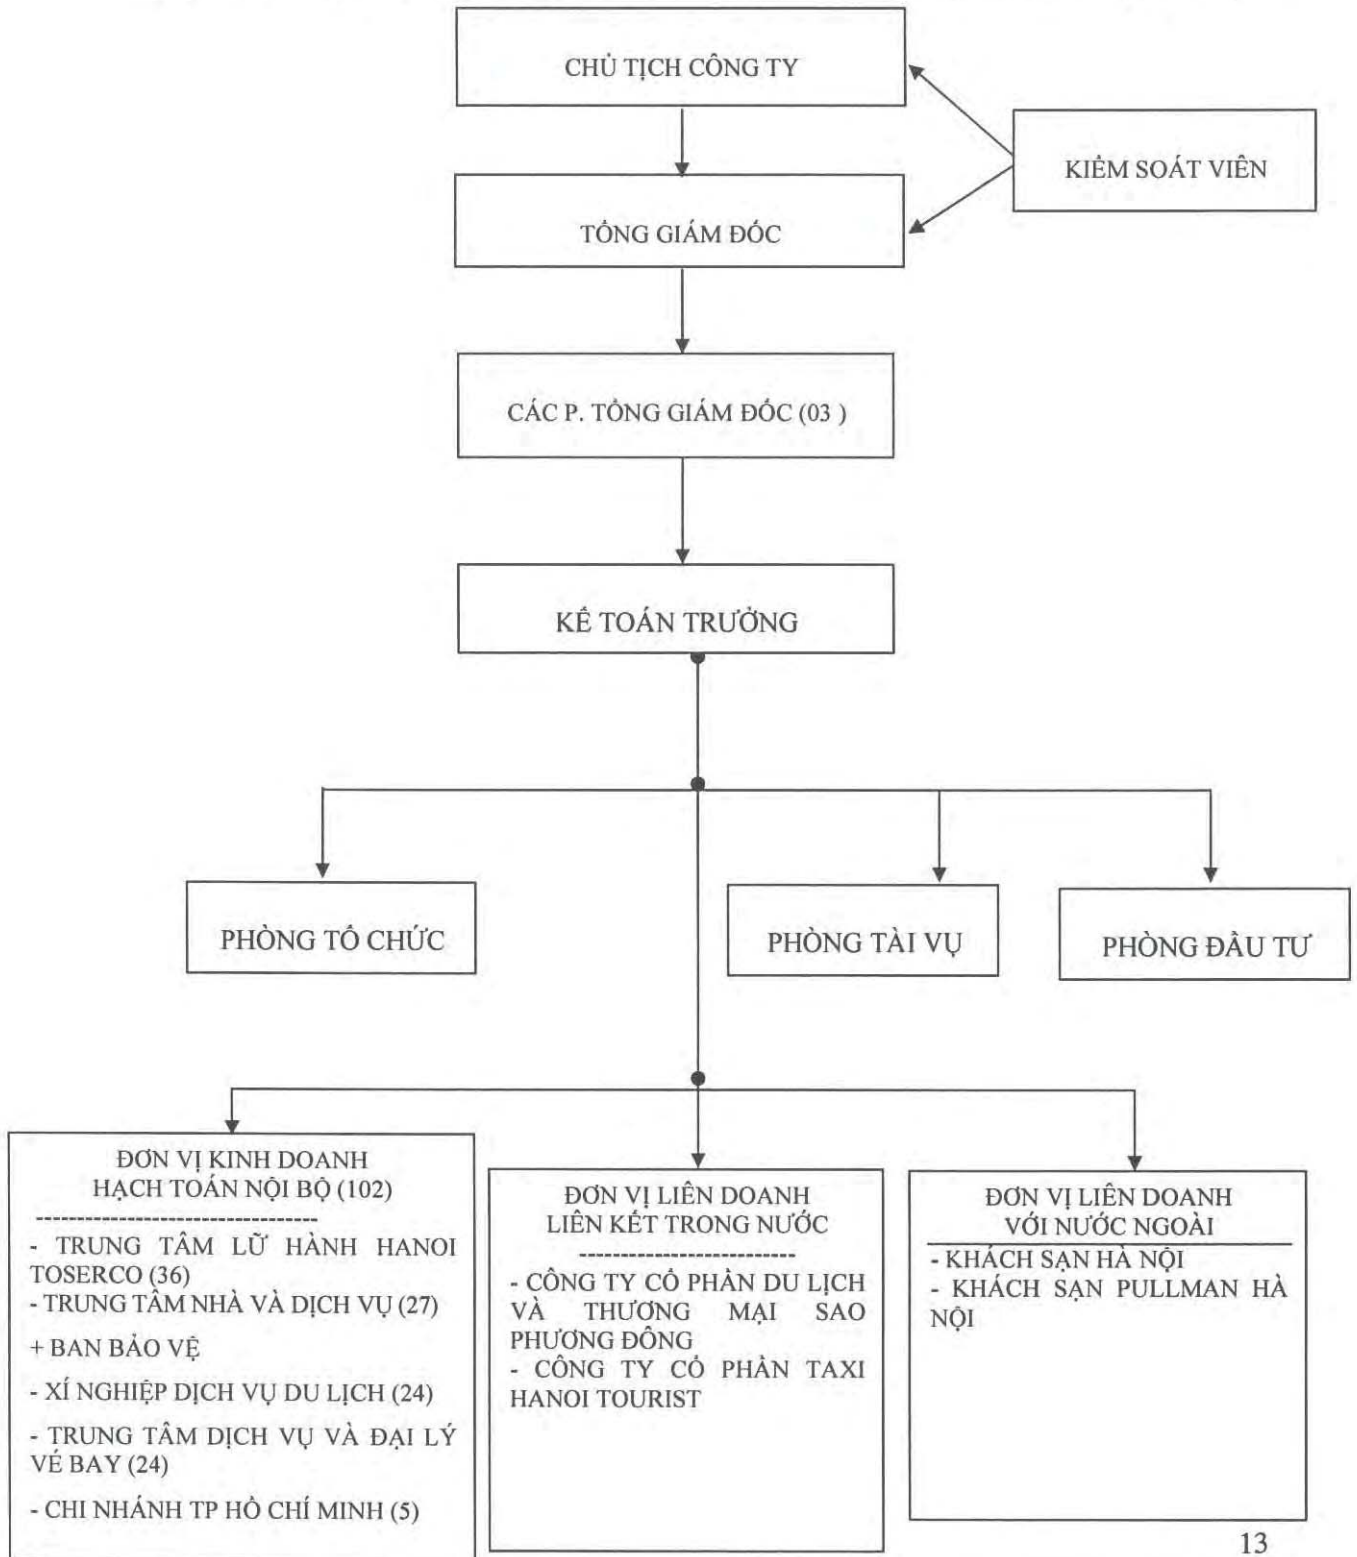 CHỦ TỊCH CÔNG TY
KIỂM SOÁT VIÊN
TỔNG GIÁM ĐỐC
CÁC P. TỔNG GIÁM ĐỐC (03 )
KẾ TOÁN TRƯỞNG
PHÒNG TỔ CHỨC
PHÒNG TÀI VỤ
PHÒNG ĐẦU TƯ
ĐƠN VỊ KINH DOANH
HẠCH TOÁN NỘI BỘ (102)
----------------------------------
- TRUNG TÂM LỮ HÀNH HANOI
TOSERCO (36)
- TRUNG TÂM NHÀ VÀ DỊCH VỤ (27)
+ BAN BẢO VỆ
- XÍ NGHIỆP DỊCH VỤ DU LỊCH (24)
- TRUNG TÂM DỊCH VỤ VÀ ĐẠI LÝ
VÉ BAY (24)
- CHI NHÁNH TP HỒ CHÍ MINH (5)
ĐƠN VỊ LIÊN DOANH
LIÊN KẾT TRONG NƯỚC
--------------------------
- CÔNG TY CỔ PHẦN DU LỊCH
VÀ THƯƠNG MẠI SAO
PHƯƠNG ĐÔNG
- CÔNG TY CỔ PHẦN TAXI
HANOI TOURIST
ĐƠN VỊ LIÊN DOANH
VỚI NƯỚC NGOÀI
- KHÁCH SẠN HÀ NỘI
- KHÁCH SẠN PULLMAN HÀ
NỘI
13